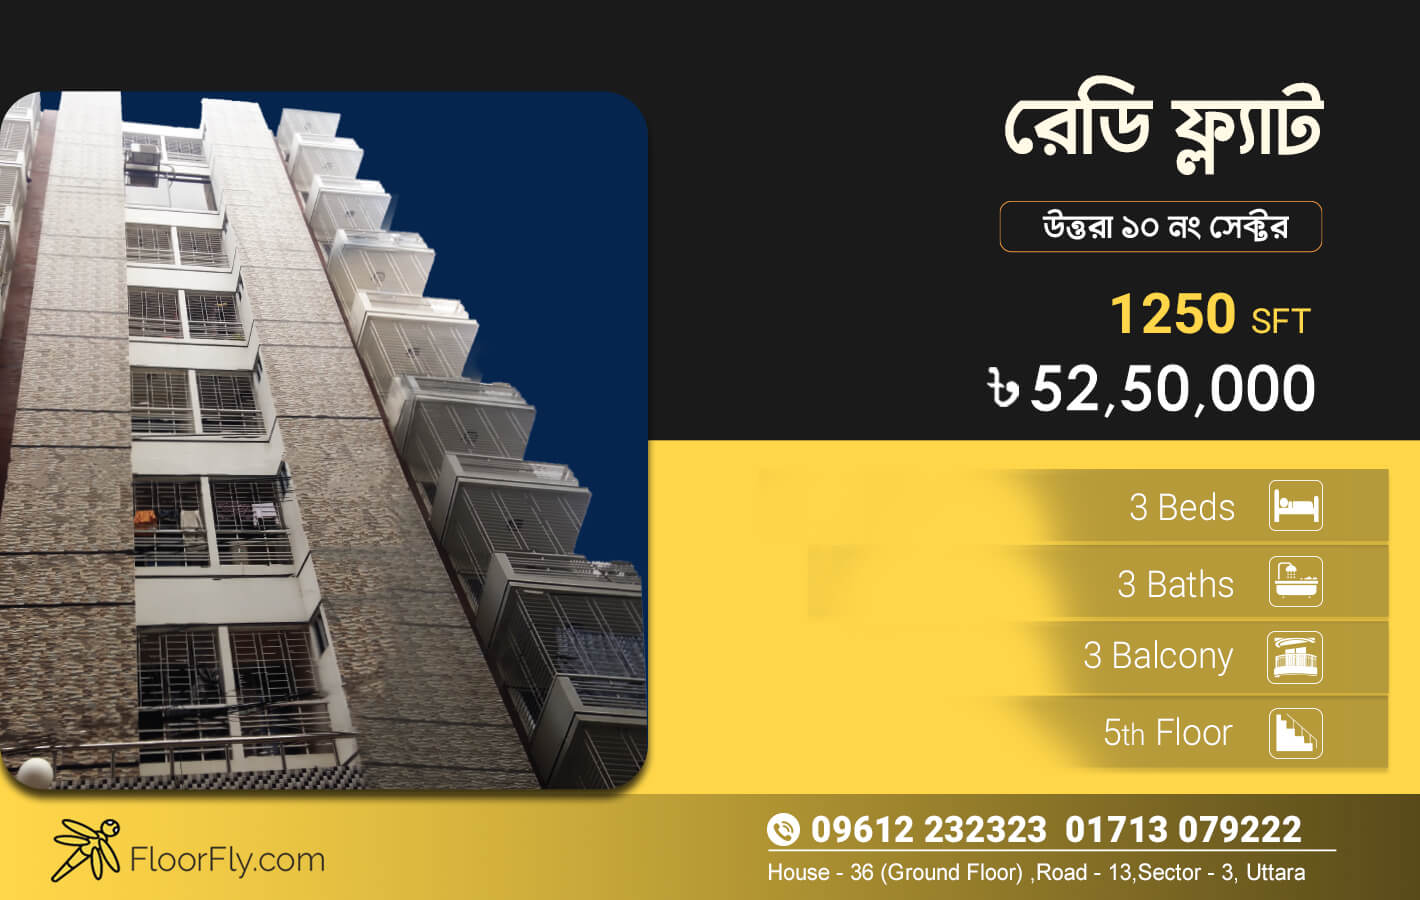 রেডি ফ্ল্যাট
উত্তরা ১০ নং সেক্টর
1250 SFT
৳ 52,50,000
3 Beds
3 Baths
3 Balcony
5th Floor
FloorFly.com
09612 232323 01713 079222
House - 36 (Ground Floor) ,Road - 13,Sector - 3, Uttara